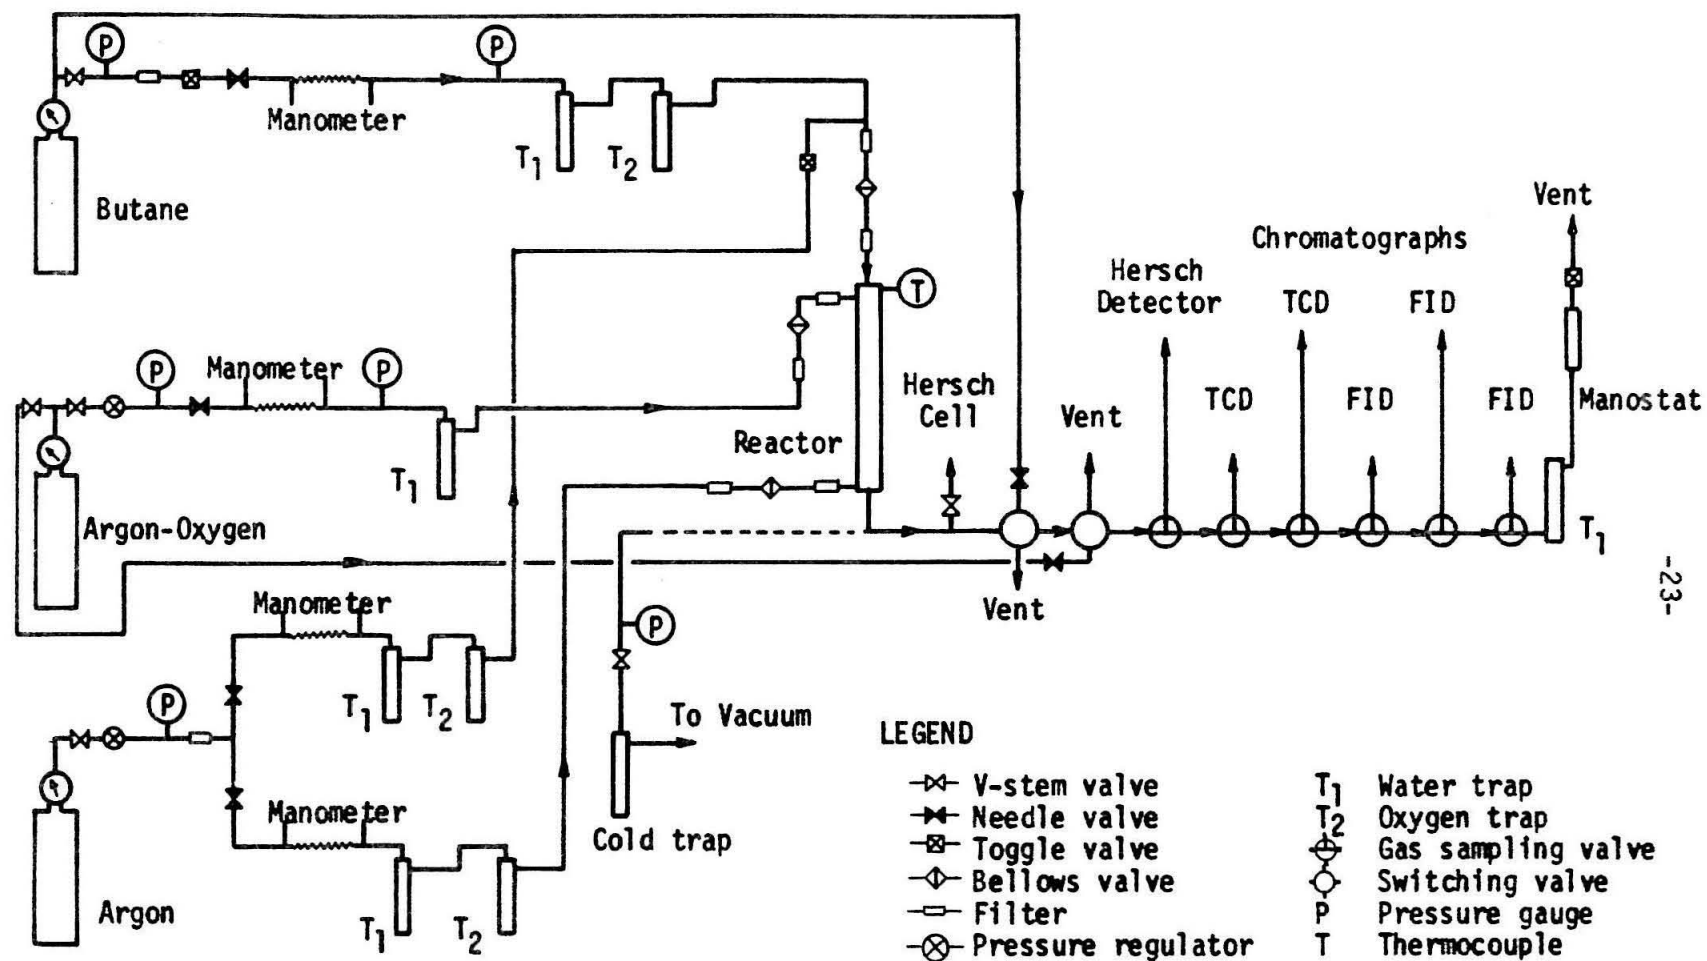 P
P
Manometer
T1
T2
Butane
Vent
Chromatographs
Hersch
Detector
TCD
FID
T
P
Manometer
P
Hersch
Cell
Vent
TCD
FID
FID
Manostat
Reactor
T1
Argon-Oxygen
T1
Vent
-23-
Manometer
P
T1
T2
P
To Vacuum
Manometer
Cold trap
Argon
T1
T2
LEGEND
V-stem valve
Needle valve
Toggle valve
Bellows valve
Filter
Pressure regulator
T1 Water trap
T2 Oxygen trap
Gas sampling valve
Switching valve
P Pressure gauge
T Thermocouple